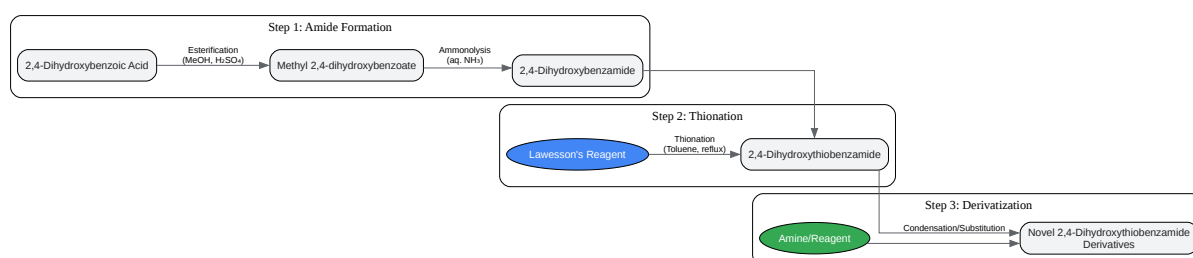 Step 1: Amide Formation
2,4-Dihydroxybenzoic Acid
Esterification
(MeOH, H₂SO₄)
Methyl 2,4-dihydroxybenzoate
Ammonolysis
(aq. NH₃)
2,4-Dihydroxybenzamide
Step 2: Thionation
Lawesson's Reagent
Thionation
(Toluene, reflux)
2,4-Dihydroxythiobenzamide
Step 3: Derivatization
Amine/Reagent
Condensation/Substitution
Novel 2,4-Dihydroxythiobenzamide
Derivatives